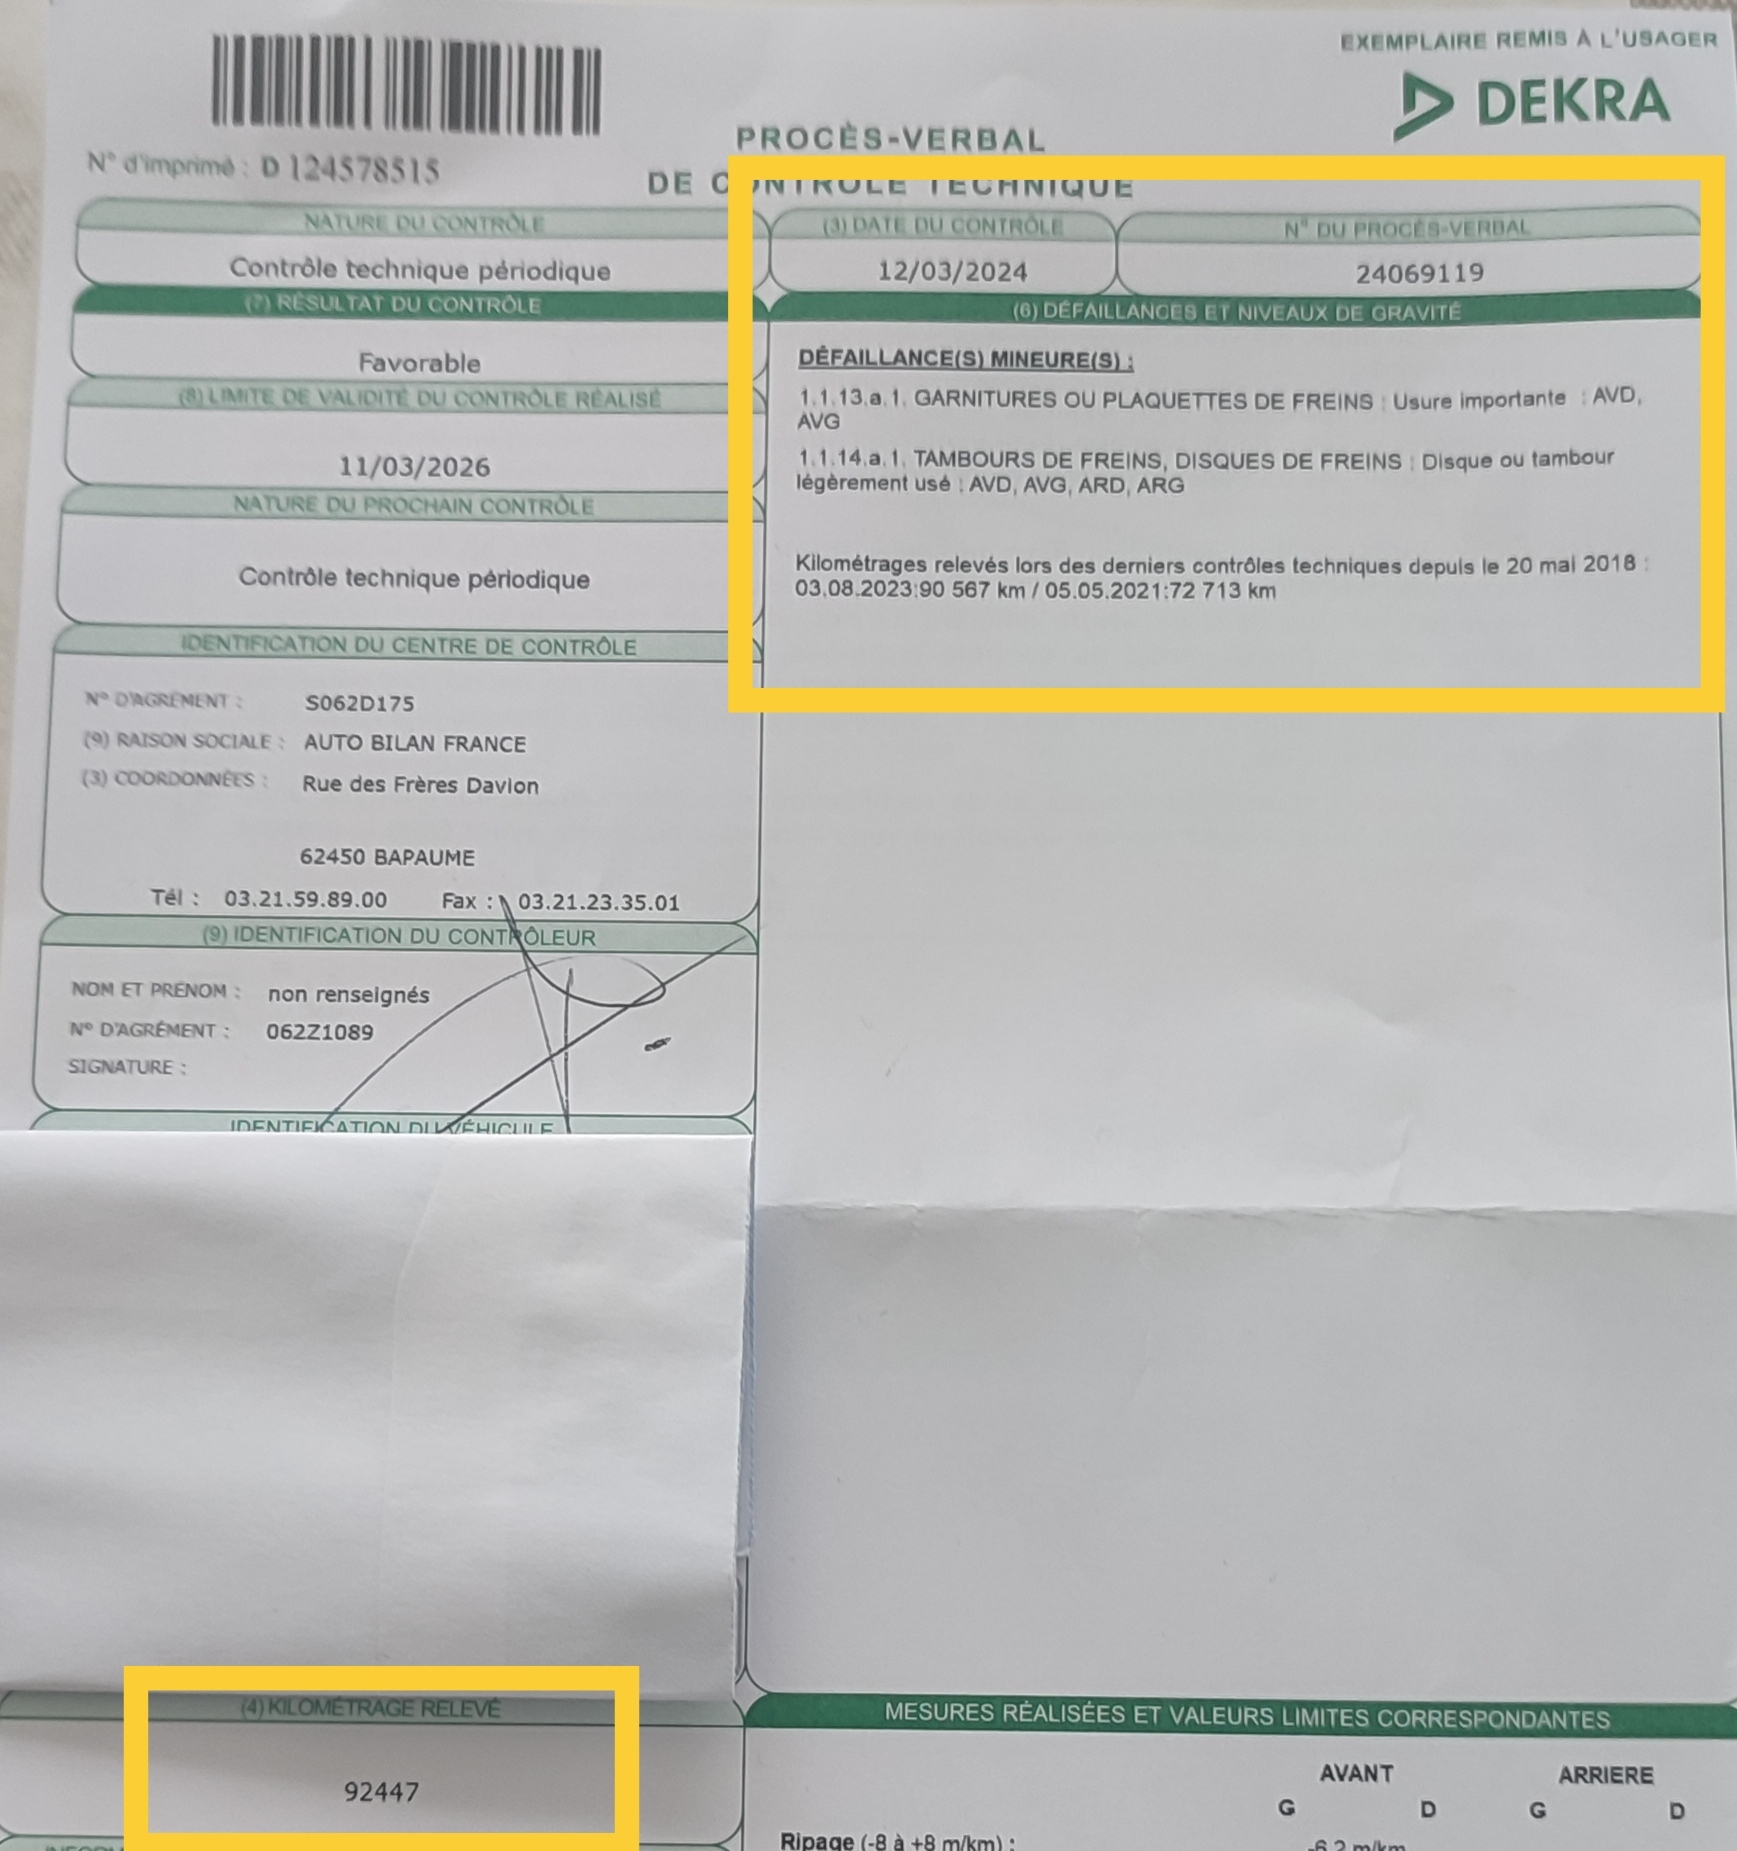 EXEMPLAIRE REMIS À L'USAGER
DEKRA
N° d'imprimé : D 124578515
PROCÈS-VERBAL
DE CONTRÔLE TECHNIQUE
NATURE DU CONTRÔLE
Contrôle technique périodique
(3) DATE DU CONTRÔLE
12/03/2024
N° DU PROCÈS-VERBAL
24069119
(7) RÉSULTAT DU CONTRÔLE
Favorable
(8) LIMITE DE VALIDITÉ DU CONTRÔLE RÉALISÉ
11/03/2026
NATURE DU PROCHAIN CONTRÔLE
Contrôle technique périodique
IDENTIFICATION DU CENTRE DE CONTRÔLE
N° D'AGRÉMENT : S062D175
(9) RAISON SOCIALE : AUTO BILAN FRANCE
(3) COORDONNÉES : Rue des Frères Davion
62450 BAPAUME
Tél : 03.21.59.89.00 Fax : 03.21.23.35.01
(9) IDENTIFICATION DU CONTRÔLEUR
NOM ET PRÉNOM : non renseignés
N° D'AGRÉMENT : 062Z1089
SIGNATURE :
IDENTIFICATION DU VÉHICULE
(6) DÉFAILLANCES ET NIVEAUX DE GRAVITÉ
DÉFAILLANCE(S) MINEURE(S) :
1.1.13.a.1. GARNITURES OU PLAQUETTES DE FREINS : Usure importante : AVD,
AVG
1.1.14.a.1. TAMBOURS DE FREINS, DISQUES DE FREINS : Disque ou tambour
légèrement usé : AVD, AVG, ARD, ARG
Kilométrages relevés lors des derniers contrôles techniques depuis le 20 mai 2018 :
03.08.2023:90 567 km / 05.05.2021:72 713 km
(4) KILOMÉTRAGE RELEVÉ
92447
MESURES RÉALISÉES ET VALEURS LIMITES CORRESPONDANTES
AVANT ARRIERE
G D G D
Ripage (-8 à +8 m/km) : -6.2 m/km